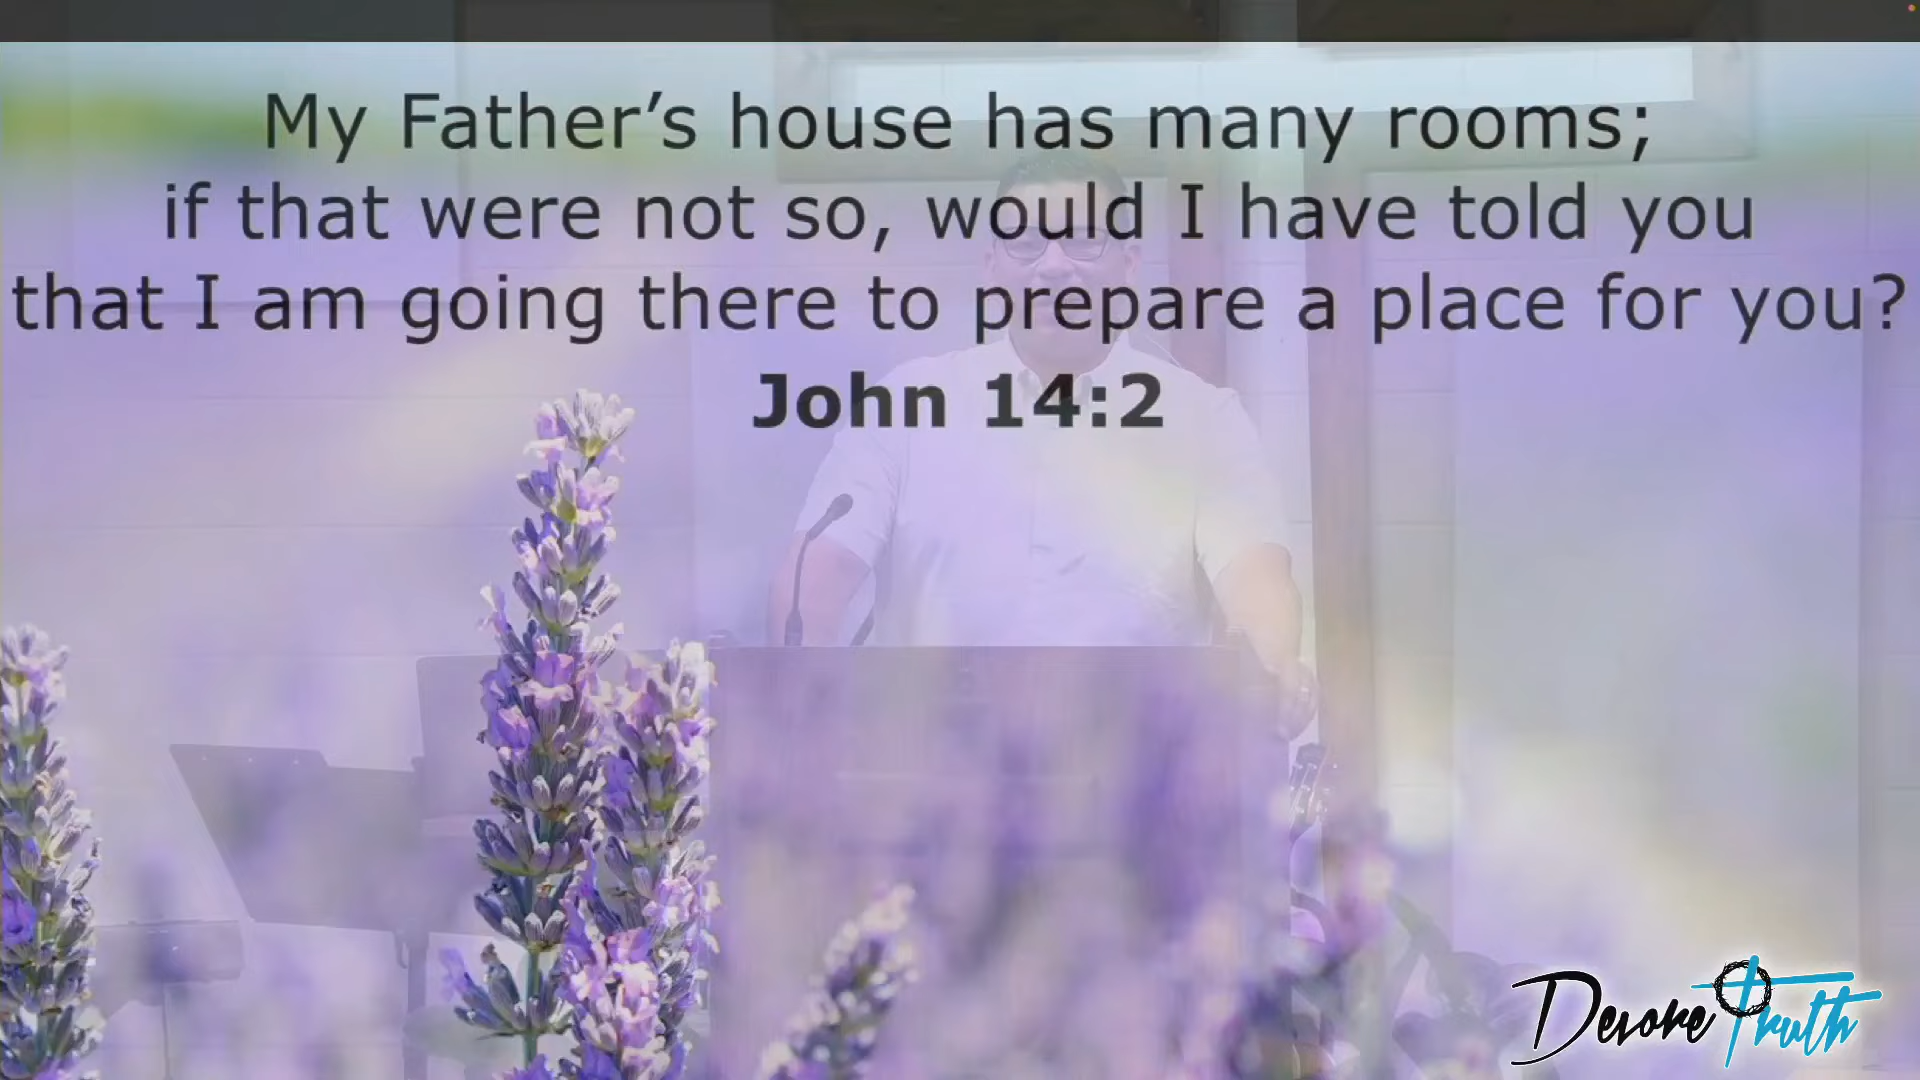 My Father’s house has many rooms;
if that were not so, would I have told you
that I am going there to prepare a place for you?
John 14:2
Devore Truth